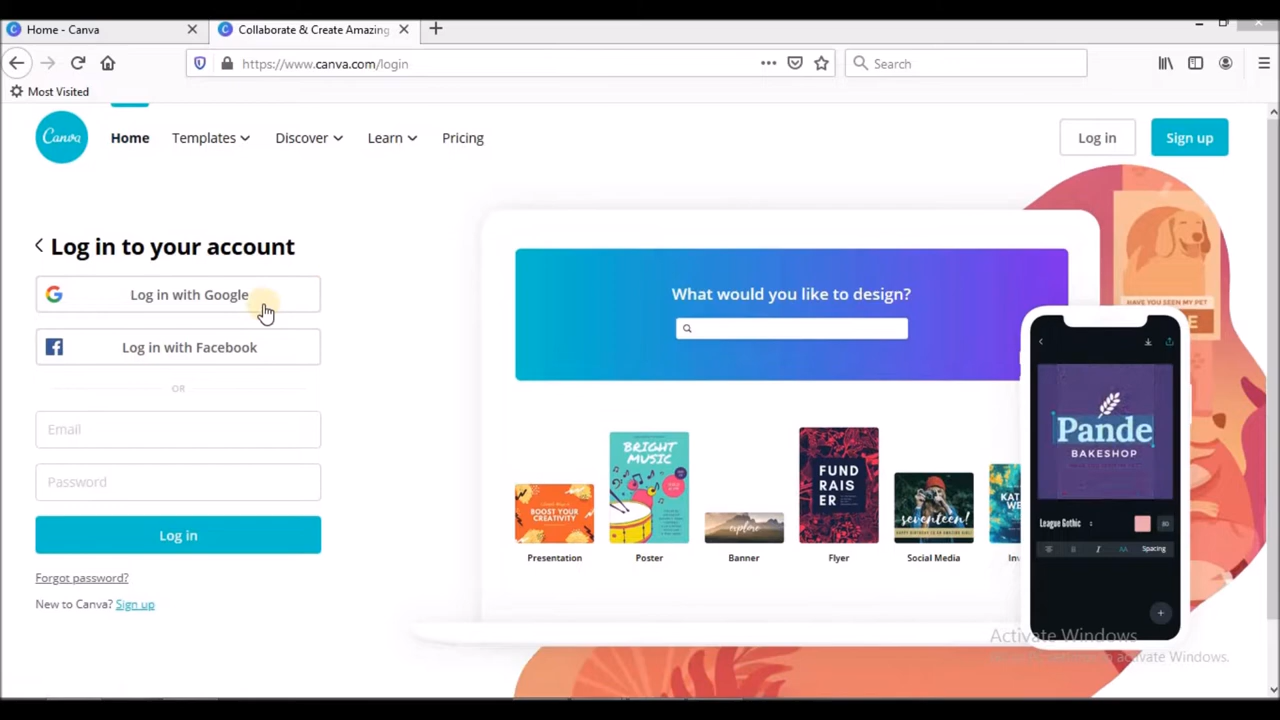 Home - Canva
Collaborate & Create Amazing
https://www.canva.com/login
Search
Most Visited
Canva
Home
Templates
Discover
Learn
Pricing
Log in
Sign up
Log in to your account
Log in with Google
Log in with Facebook
OR
Email
Password
Log in
Forgot password?
New to Canva? Sign up
What would you like to design?
BRIGHT
MUSIC
BOOST YOUR
CREATIVITY
explore
FUND
RAIS
ER
seventeen!
Presentation
Poster
Banner
Flyer
Social Media
HAVE YOU SEEN MY PET
Pande
BAKESHOP
League Gothic
80
Spacing
Activate Windows
activate Windows.